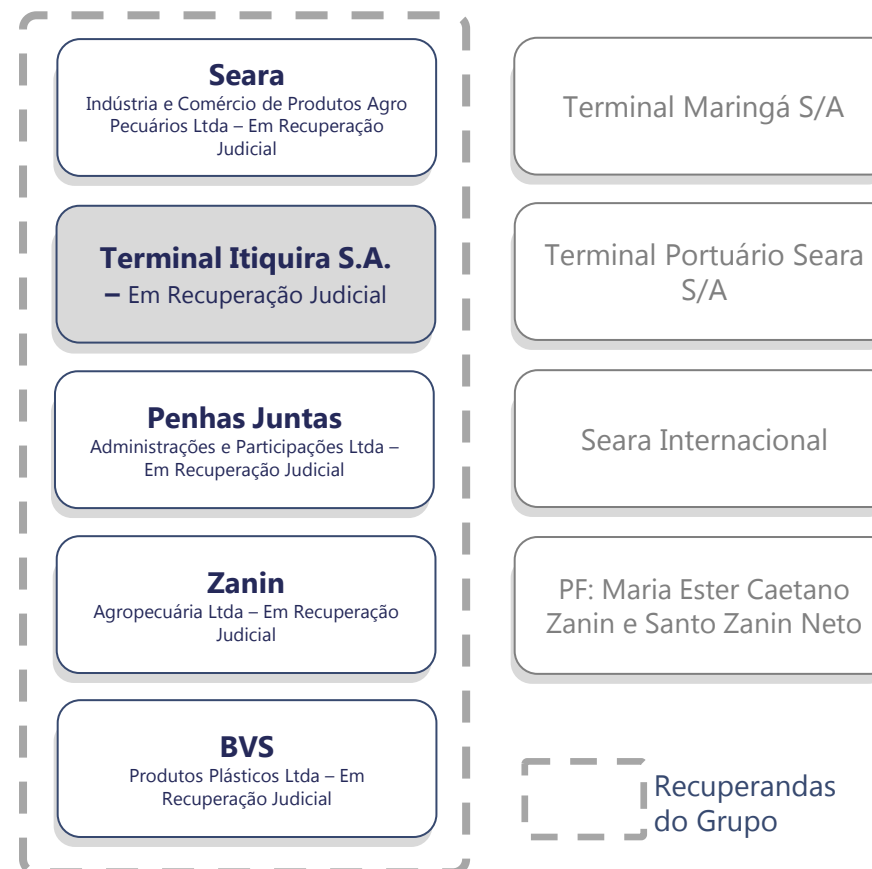 Seara
Indústria e Comércio de Produtos Agro
Pecuários Ltda – Em Recuperação
Judicial
Terminal Itiquira S.A.
– Em Recuperação Judicial
Penhas Juntas
Administrações e Participações Ltda –
Em Recuperação Judicial
Zanin
Agropecuária Ltda – Em Recuperação
Judicial
BVS
Produtos Plásticos Ltda – Em
Recuperação Judicial
Terminal Maringá S/A
Terminal Portuário Seara
S/A
Seara Internacional
PF: Maria Ester Caetano
Zanin e Santo Zanin Neto
Recuperandas
do Grupo